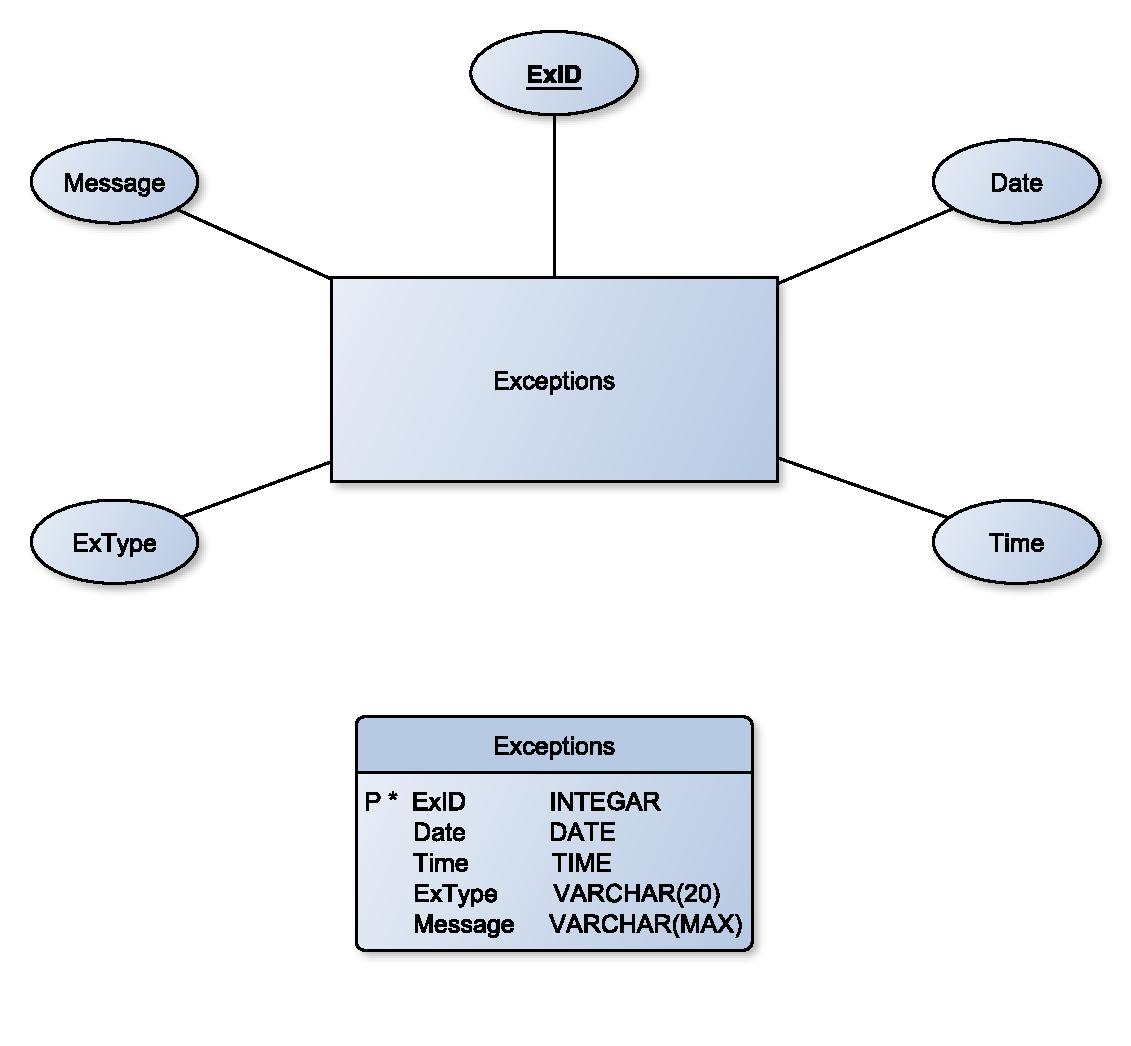 ExID
Message
Date
Exceptions
ExType
Time
Exceptions
P * ExID INTEGAR
Date DATE
Time TIME
ExType VARCHAR(20)
Message VARCHAR(MAX)